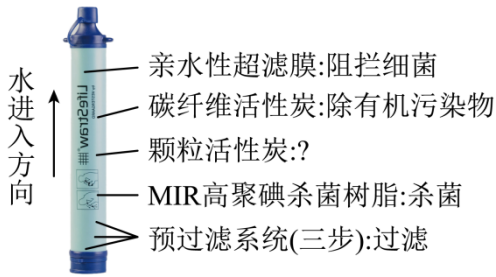 亲水性超滤膜:阻拦细菌
碳纤维活性炭:除有机污染物
颗粒活性炭:?
MIR高聚碘杀菌树脂:杀菌
预过滤系统(三步):过滤
水进入方向
LifeStraw